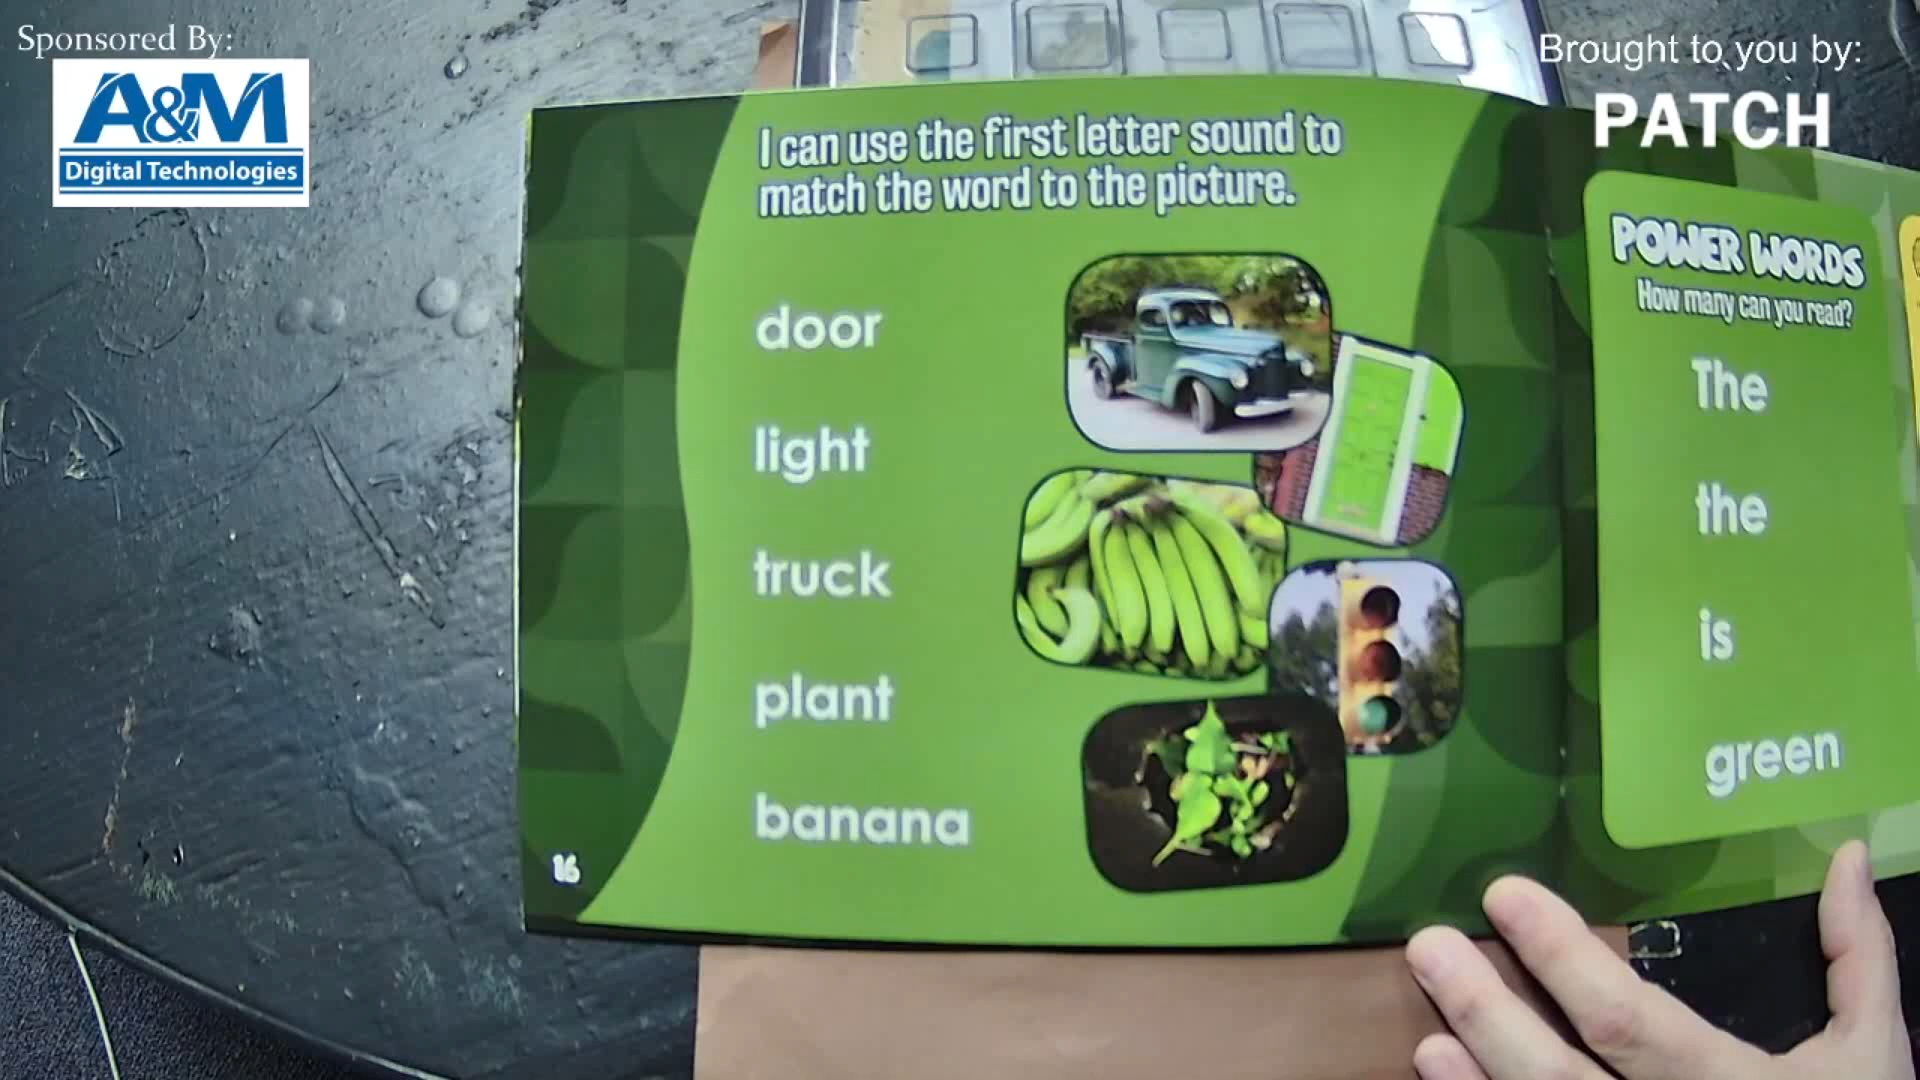 Sponsored By:
A&M
Digital Technologies
Brought to you by:
PATCH
I can use the first letter sound to
match the word to the picture.
door
light
truck
plant
banana
16
POWER WORDS
How many can you read?
The
the
is
green